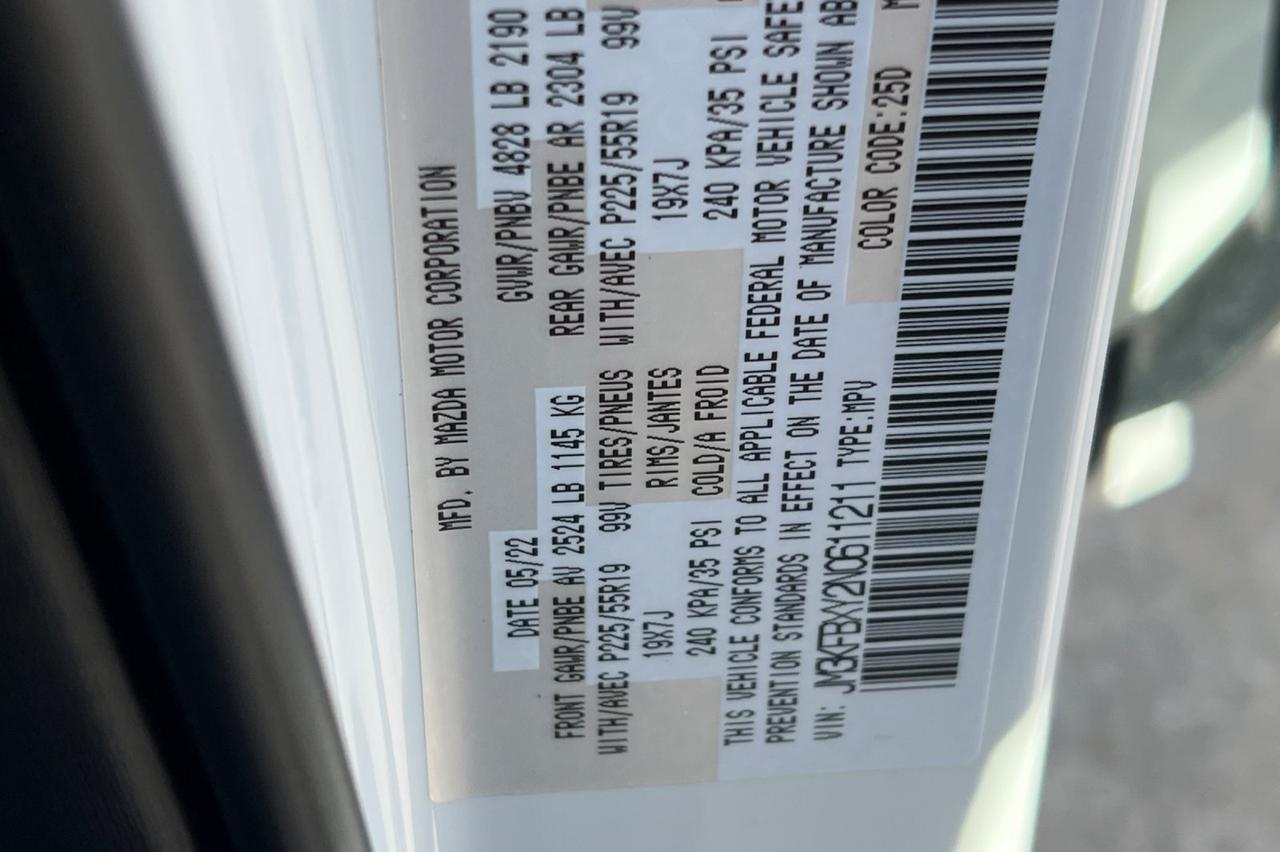 MFD. BY MAZDA MOTOR CORPORATION
DATE 05/22 GVWR/PNBV 4828 LB 2190
FRONT GAWR/PNBE AV 2524 LB 1145 KG REAR GAWR/PNBE AR 2304 LB
WITH/AVEC P225/55R19 99V TIRES/PNEUS WITH/AVEC P225/55R19 99V
19X7J RIMS/JANTES 19X7J
240 KPA/35 PSI COLD/A FROID 240 KPA/35 PSI
THIS VEHICLE CONFORMS TO ALL APPLICABLE FEDERAL MOTOR VEHICLE SAFE
PREVENTION STANDARDS IN EFFECT ON THE DATE OF MANUFACTURE SHOWN AB
VIN: JM3KFBXY2N0611211 TYPE:MPV COLOR CODE:25D